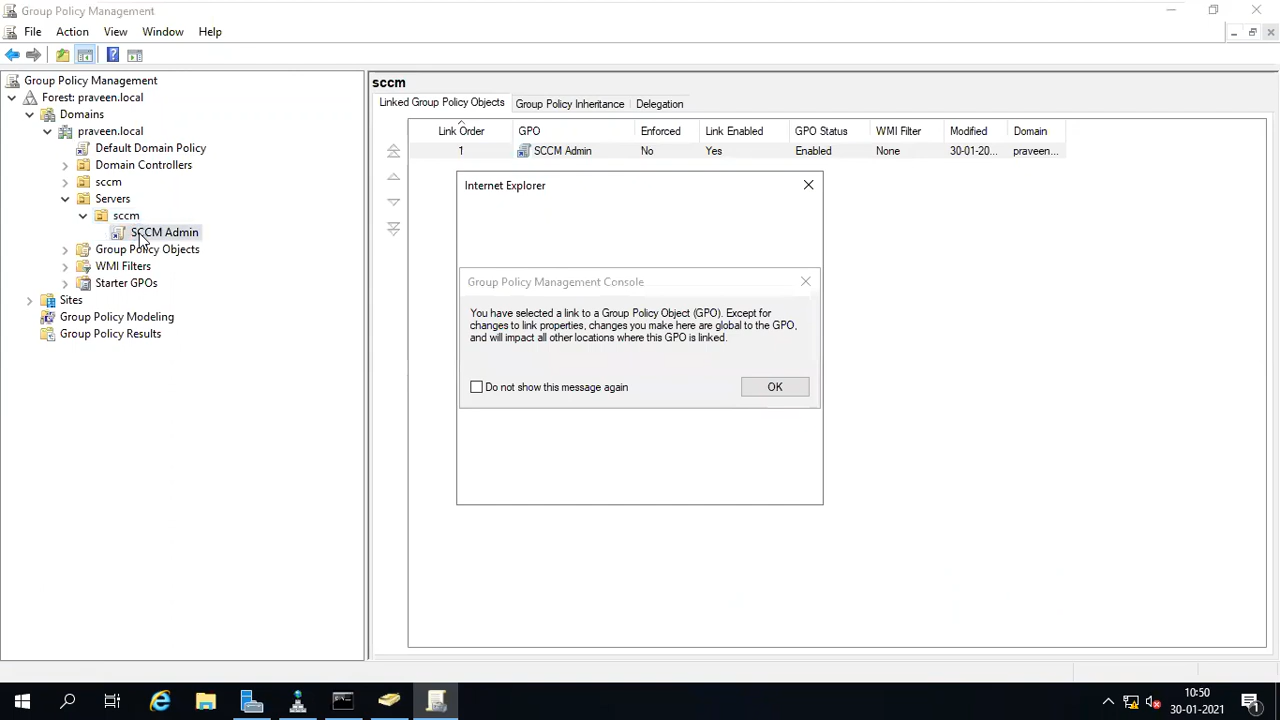 Group Policy Management
File Action View Window Help
Group Policy Management
Forest: praveen.local
Domains
praveen.local
Default Domain Policy
Domain Controllers
sccm
Servers
sccm
SCCM Admin
Group Policy Objects
WMI Filters
Starter GPOs
Sites
Group Policy Modeling
Group Policy Results
sccm
Linked Group Policy Objects Group Policy Inheritance Delegation
Link Order GPO Enforced Link Enabled GPO Status WMI Filter Modified Domain
1 SCCM Admin No Yes Enabled None 30-01-20... praveen...
Internet Explorer
Group Policy Management Console
You have selected a link to a Group Policy Object (GPO). Except for
changes to link properties, changes you make here are global to the GPO,
and will impact all other locations where this GPO is linked.
Do not show this message again OK
10:50
30-01-2021
1